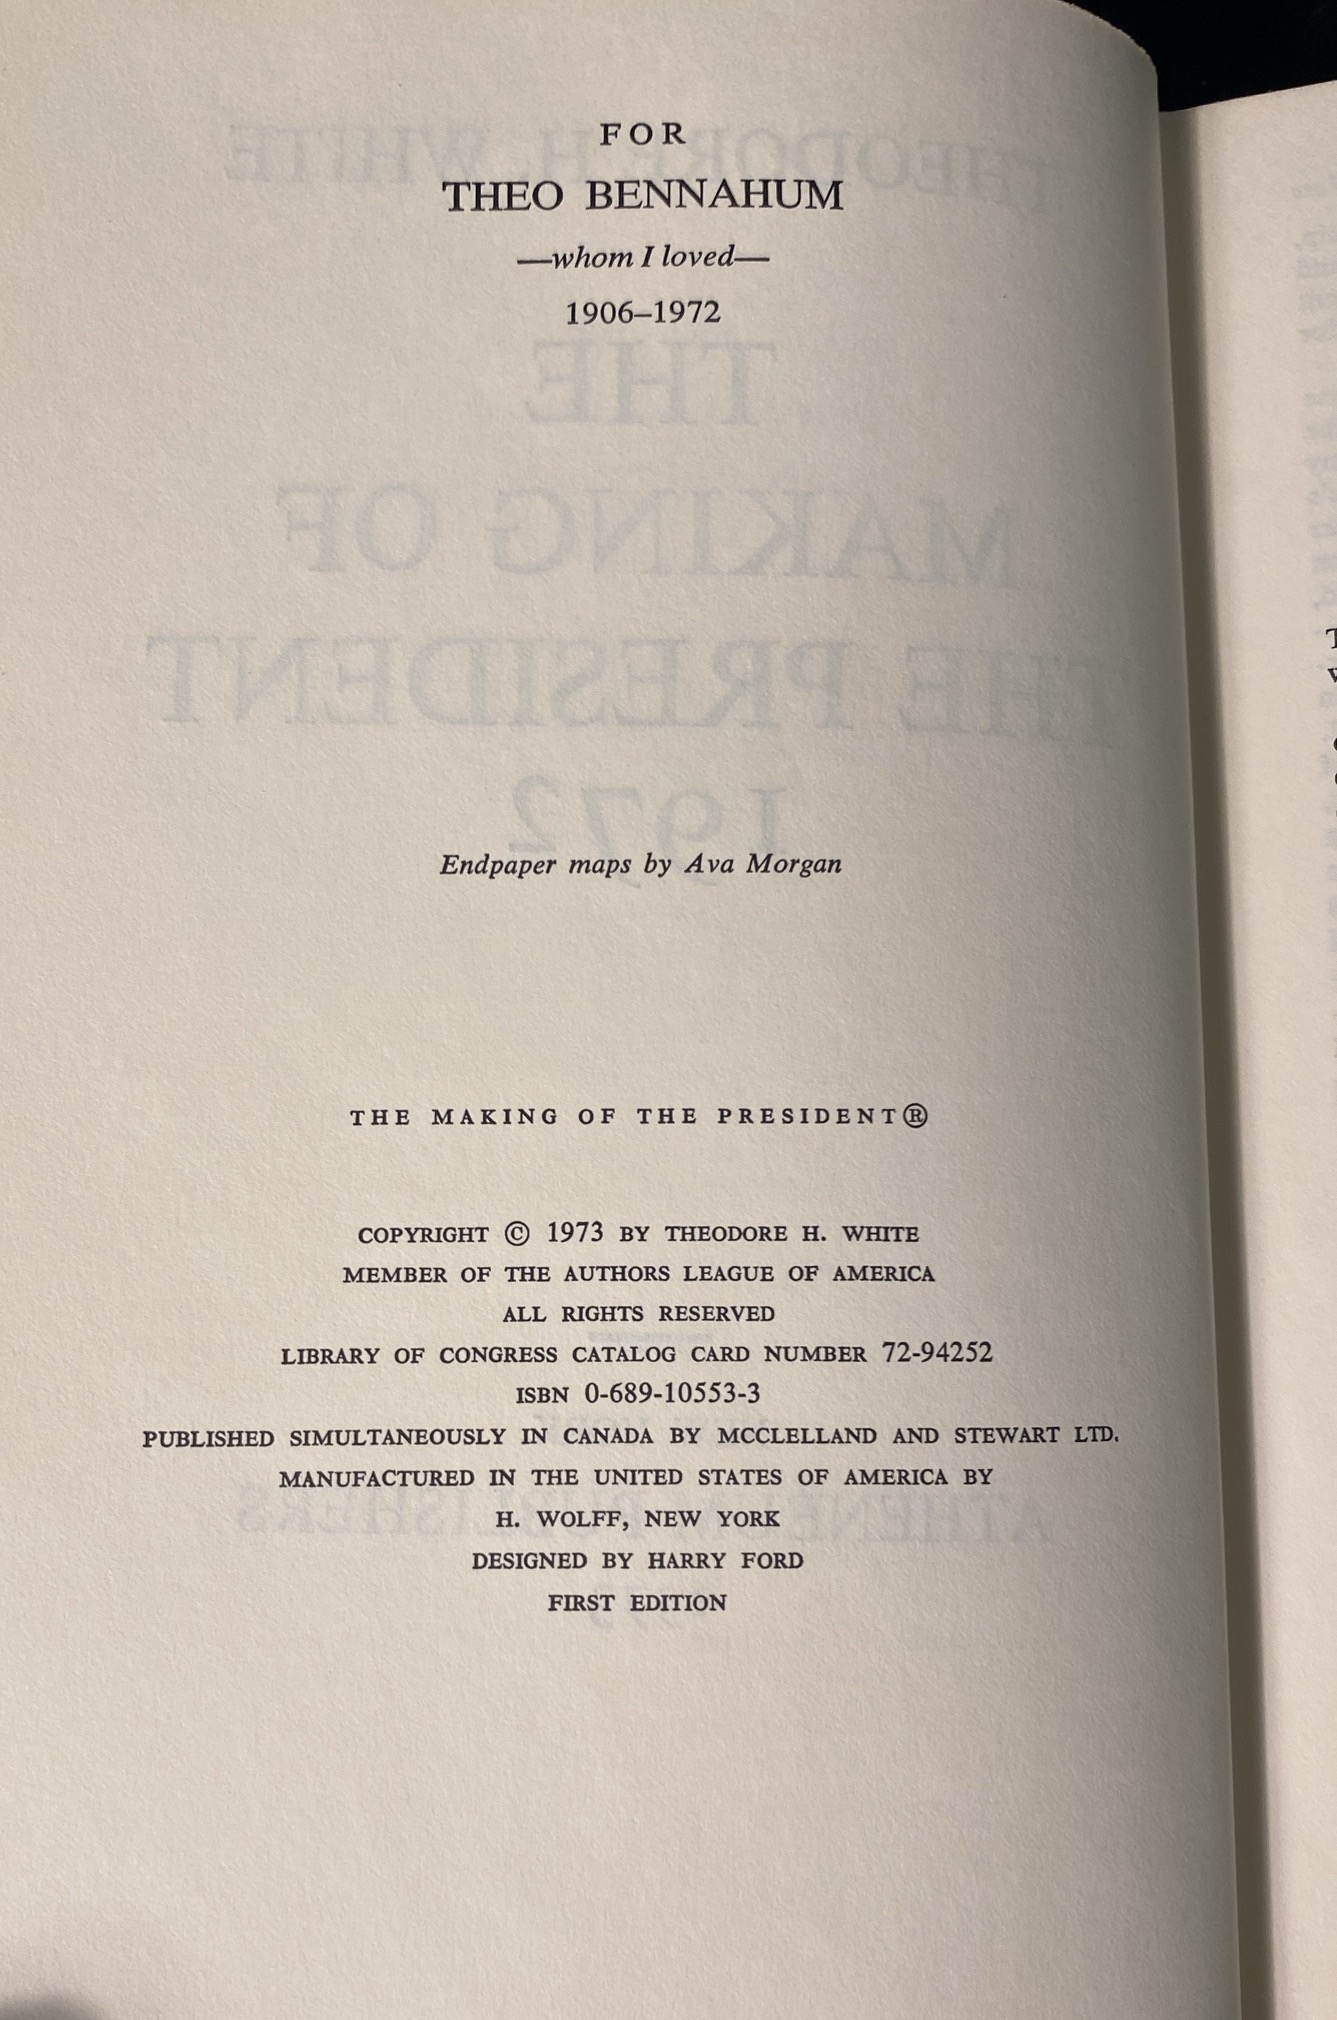 FOR
THEO BENNAHUM
—whom I loved—
1906–1972
Endpaper maps by Ava Morgan
THE MAKING OF THE PRESIDENT®
COPYRIGHT © 1973 BY THEODORE H. WHITE
MEMBER OF THE AUTHORS LEAGUE OF AMERICA
ALL RIGHTS RESERVED
LIBRARY OF CONGRESS CATALOG CARD NUMBER 72-94252
ISBN 0-689-10553-3
PUBLISHED SIMULTANEOUSLY IN CANADA BY MCCLELLAND AND STEWART LTD.
MANUFACTURED IN THE UNITED STATES OF AMERICA BY
H. WOLFF, NEW YORK
DESIGNED BY HARRY FORD
FIRST EDITION